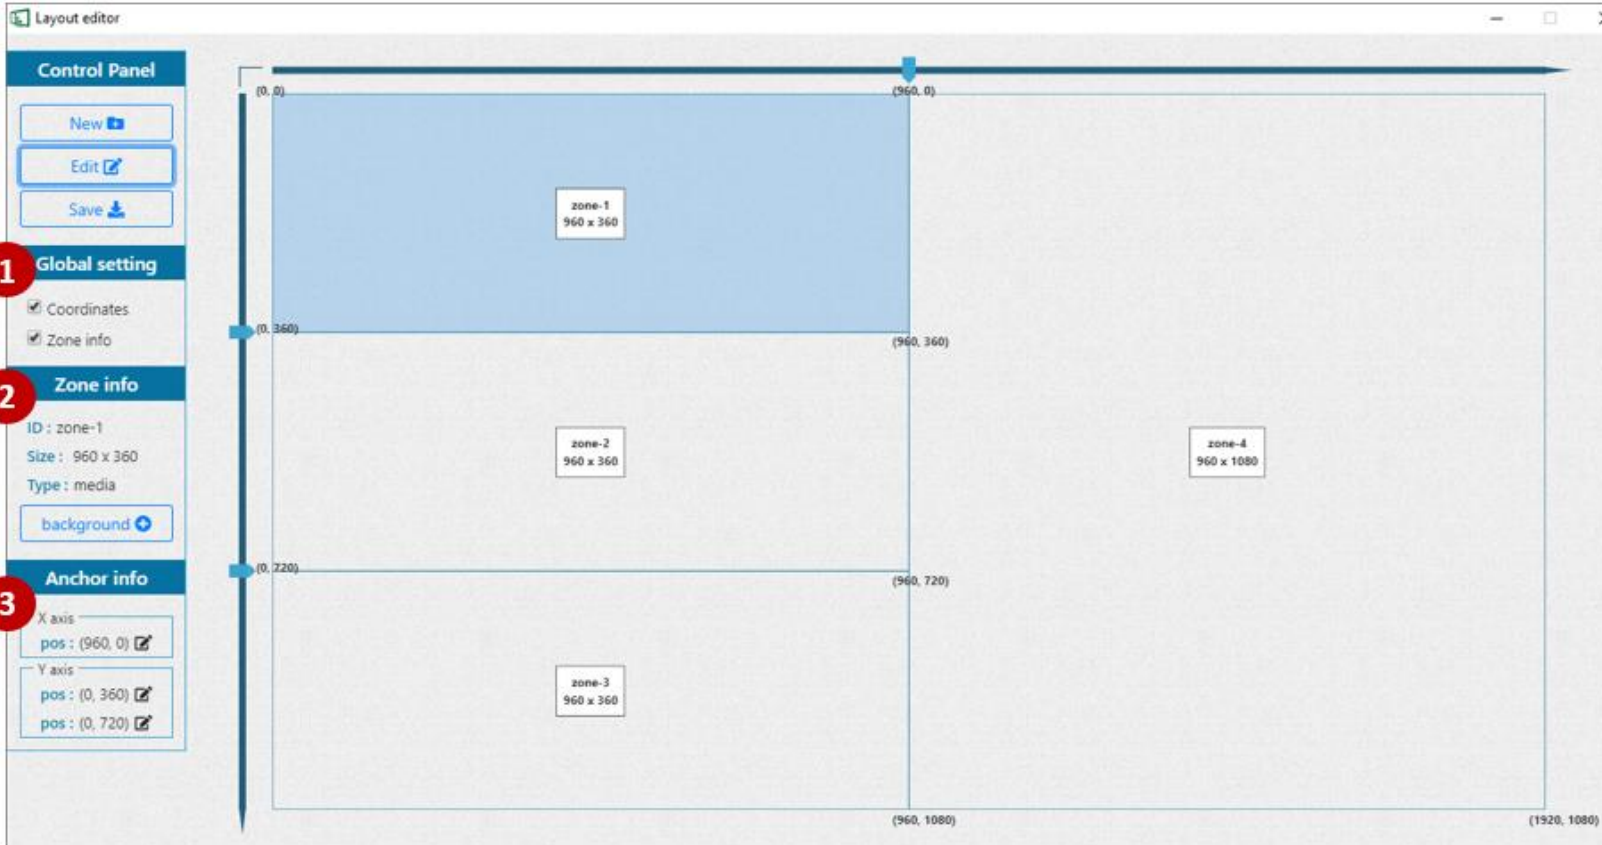 Layout editor
Control Panel
New
Edit
Save
1
Global setting
Coordinates
Zone info
2
Zone info
ID : zone-1
Size : 960 x 360
Type : media
background
3
Anchor info
X axis
pos : (960, 0)
Y axis
pos : (0, 360)
pos : (0, 720)
(0, 0)
(960, 0)
zone-1
960 x 360
(0, 360)
(960, 360)
zone-2
960 x 360
zone-4
960 x 1080
(0, 720)
(960, 720)
zone-3
960 x 360
(960, 1080)
(1920, 1080)